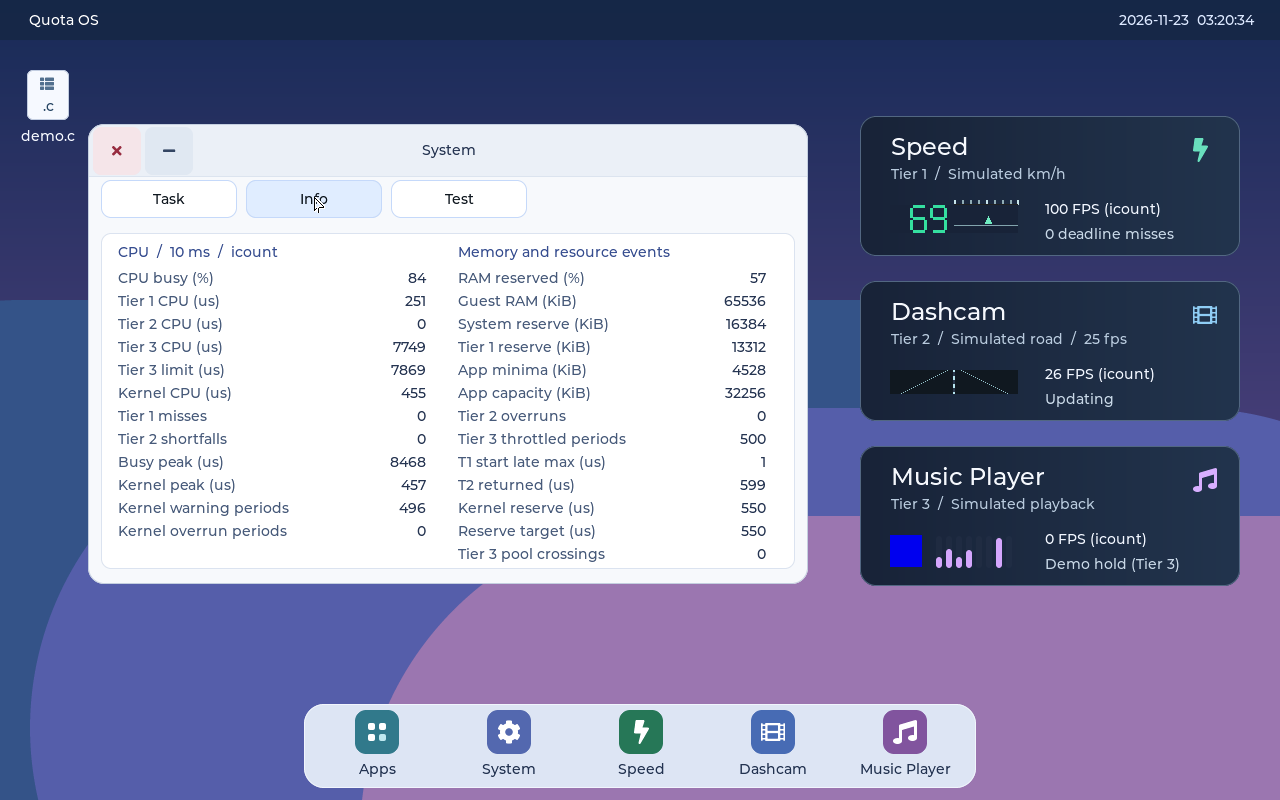 Quota OS
2026-11-23 03:20:34
.c
demo.c
System
Task
Info
Test
CPU / 10 ms / icount
CPU busy (%) 84
Tier 1 CPU (us) 251
Tier 2 CPU (us) 0
Tier 3 CPU (us) 7749
Tier 3 limit (us) 7869
Kernel CPU (us) 455
Tier 1 misses 0
Tier 2 shortfalls 0
Busy peak (us) 8468
Kernel peak (us) 457
Kernel warning periods 496
Kernel overrun periods 0
Memory and resource events
RAM reserved (%) 57
Guest RAM (KiB) 65536
System reserve (KiB) 16384
Tier 1 reserve (KiB) 13312
App minima (KiB) 4528
App capacity (KiB) 32256
Tier 2 overruns 0
Tier 3 throttled periods 500
T1 start late max (us) 1
T2 returned (us) 599
Kernel reserve (us) 550
Reserve target (us) 550
Tier 3 pool crossings 0
Speed
Tier 1 / Simulated km/h
69
100 FPS (icount)
0 deadline misses
Dashcam
Tier 2 / Simulated road / 25 fps
26 FPS (icount)
Updating
Music Player
Tier 3 / Simulated playback
0 FPS (icount)
Demo hold (Tier 3)
Apps
System
Speed
Dashcam
Music Player